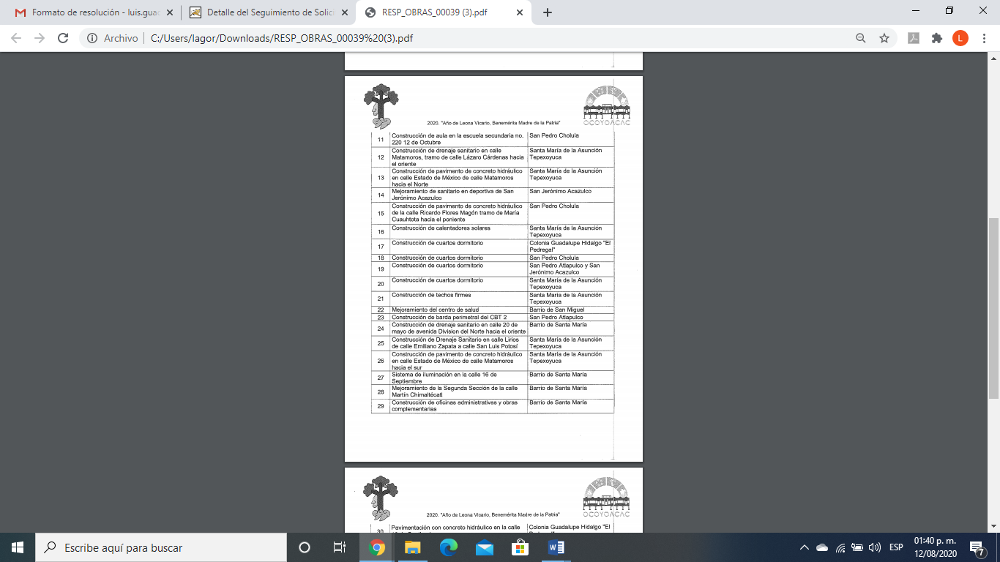 Formato de resolución - luis.guac
Detalle del Seguimiento de Solici
RESP_OBRAS_00039 (3).pdf
Archivo
C:/Users/lagor/Downloads/RESP_OBRAS_00039%20(3).pdf
L
2020. "Año de Leona Vicario, Benemérita Madre de la Patria"
OCOYOACAC
11 Construcción de aula en la escuela secundaria no. San Pedro Cholula
220 12 de Octubre
12 Construcción de drenaje sanitario en calle Santa María de la Asunción
Matamoros, tramo de calle Lázaro Cárdenas hacia Tepexoyuca
el oriente
13 Construcción de pavimento de concreto hidráulico Santa María de la Asunción
en calle Estado de México de calle Matamoros Tepexoyuca
hacia el Norte
14 Mejoramiento de sanitario en deportiva de San San Jerónimo Acazulco
Jerónimo Acazulco
15 Construcción de pavimento de concreto hidráulico San Pedro Cholula
de la calle Ricardo Flores Magón tramo de María
Cuauhtota hacia el poniente
16 Construcción de calentadores solares Santa María de la Asunción
Tepexoyuca
17 Construcción de cuartos dormitorio Colonia Guadalupe Hidalgo "El
Pedregal"
18 Construcción de cuartos dormitorio San Pedro Cholula
19 Construcción de cuartos dormitorio San Pedro Atlapulco y San
Jerónimo Acazulco
20 Construcción de cuartos dormitorio Santa María de la Asunción
Tepexoyuca
21 Construcción de techos firmes Santa María de la Asunción
Tepexoyuca
22 Mejoramiento del centro de salud Barrio de San Miguel
23 Construcción de barda perimetral del CBT 2 San Pedro Atlapulco
24 Construcción de drenaje sanitario en calle 20 de Barrio de Santa María
mayo de avenida Division del Norte hacia el oriente
25 Construcción de Drenaje Sanitario en calle Lirios Santa María de la Asunción
de calle Emiliano Zapata a calle San Luis Potosí Tepexoyuca
26 Construcción de pavimento de concreto hidráulico Santa María de la Asunción
en calle Estado de México de calle Matamoros Tepexoyuca
hacia el sur
27 Sistema de iluminación en la calle 16 de Barrio de Santa María
Septiembre
28 Mejoramiento de la Segunda Sección de la calle Barrio de Santa María
Martín Chimaltécatl
29 Construcción de oficinas administrativas y obras Barrio de Santa María
complementarias
2020. "Año de Leona Vicario, Benemérita Madre de la Patria"
OCOYOACAC
30 Pavimentación con concreto hidráulico en la calle Colonia Guadalupe Hidalgo "El
Escribe aquí para buscar
ESP
01:40 p. m.
12/08/2020
7